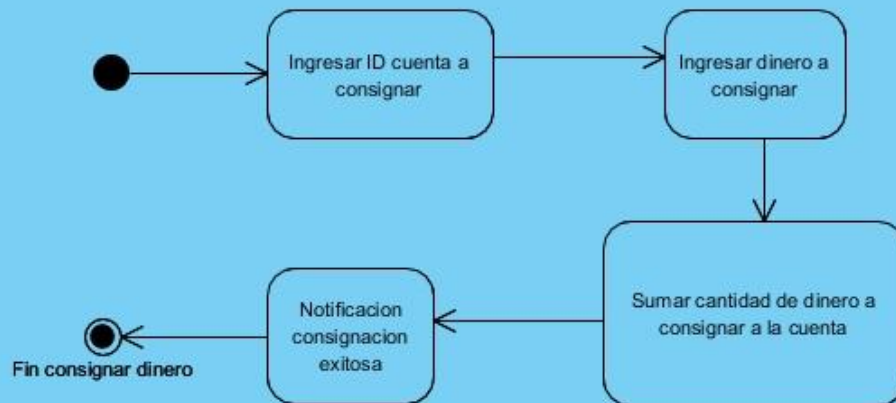 Ingresar ID cuenta a
consignar
Ingresar dinero a
consignar
Sumar cantidad de dinero a
consignar a la cuenta
Notificacion
consignacion
exitosa
Fin consignar dinero